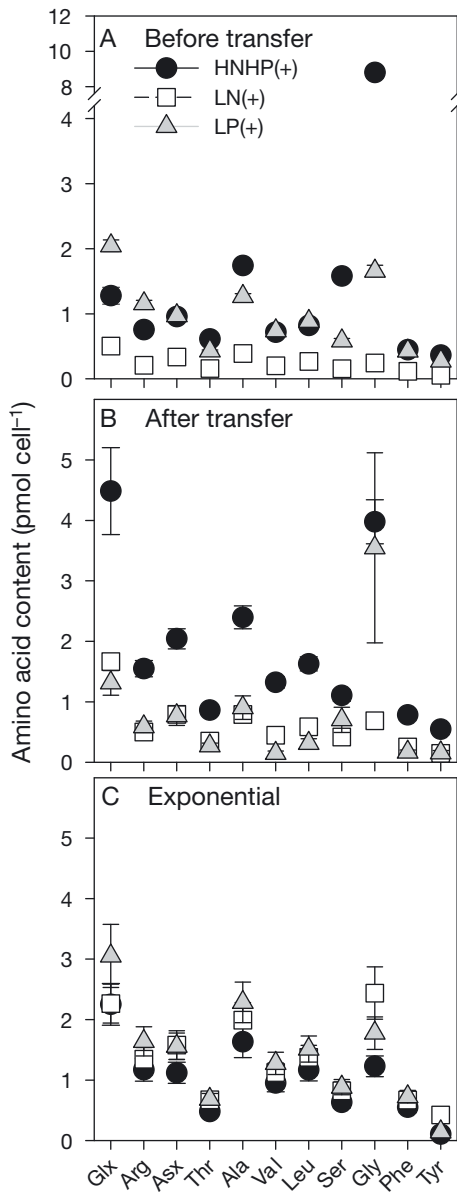 12
10
8
4
3
2
1
0
A Before transfer
HNHP(+)
LN(+)
LP(+)
Amino acid content (pmol cell⁻¹)
B After transfer
5
4
3
2
1
0
C Exponential
5
4
3
2
1
0
Glx Arg Asx Thr Ala Val Leu Ser Gly Phe Tyr